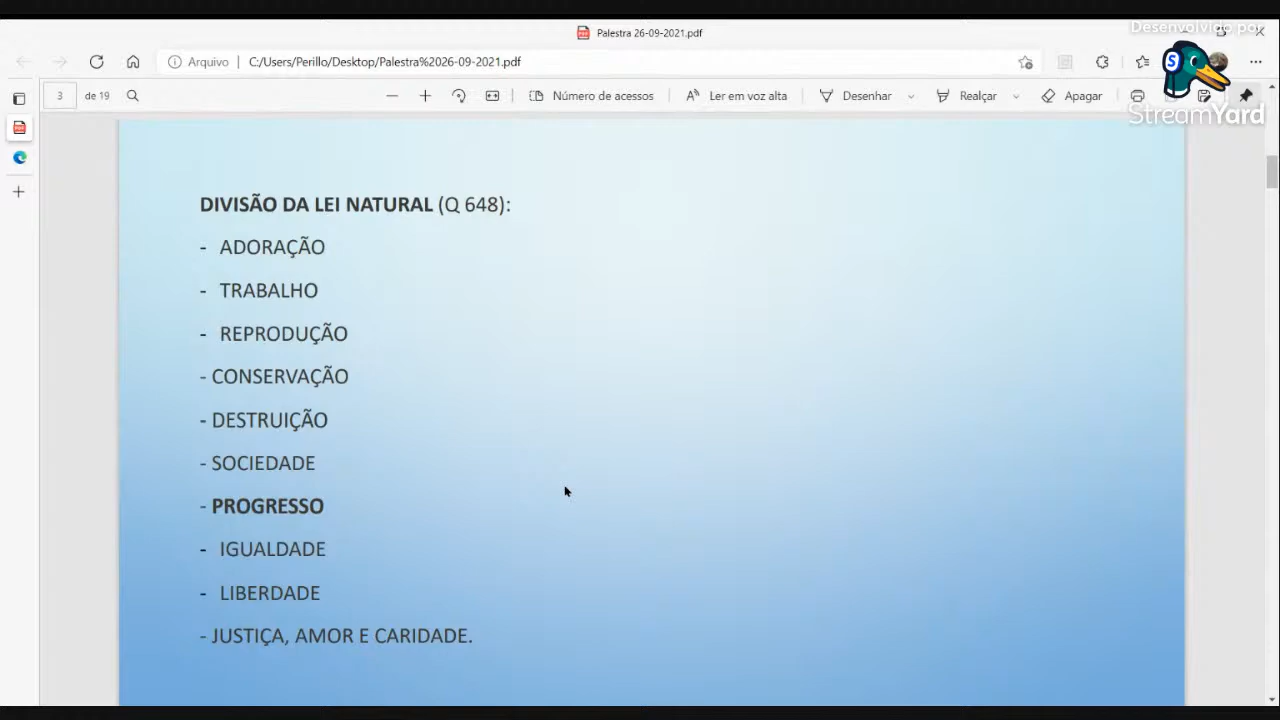 Desenvolvido por
Palestra 26-09-2021.pdf
Arquivo | C:/Users/Perillo/Desktop/Palestra%2026-09-2021.pdf
3 de 19 Número de acessos Ler em voz alta Desenhar Realçar Apagar
StreamYard
DIVISÃO DA LEI NATURAL (Q 648):
- ADORAÇÃO
- TRABALHO
- REPRODUÇÃO
- CONSERVAÇÃO
- DESTRUIÇÃO
- SOCIEDADE
- PROGRESSO
- IGUALDADE
- LIBERDADE
- JUSTIÇA, AMOR E CARIDADE.